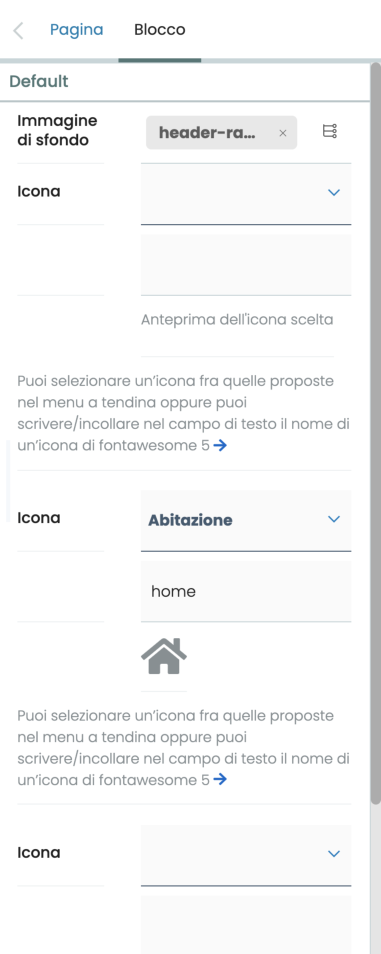 Pagina Blocco
Default
Immagine
di sfondo
header-ra... ×
Icona
Anteprima dell'icona scelta
Puoi selezionare un'icona fra quelle proposte
nel menu a tendina oppure puoi
scrivere/incollare nel campo di testo il nome di
un'icona di fontawesome 5 →
Icona Abitazione
home
Puoi selezionare un'icona fra quelle proposte
nel menu a tendina oppure puoi
scrivere/incollare nel campo di testo il nome di
un'icona di fontawesome 5 →
Icona